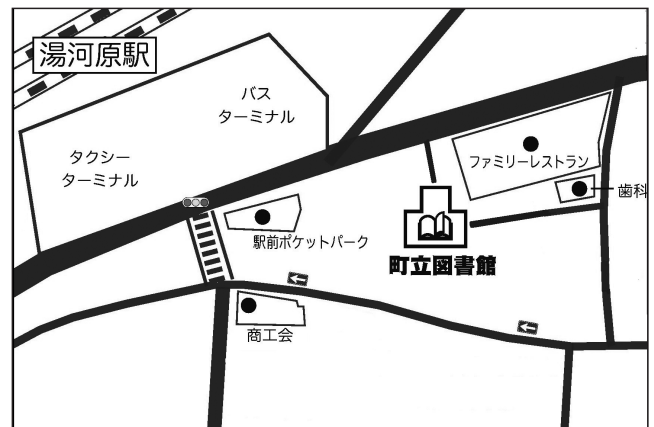 湯河原駅
バス
ターミナル
タクシー
ターミナル
ファミリーレストラン
歯科
駅前ポケットパーク
町立図書館
商工会